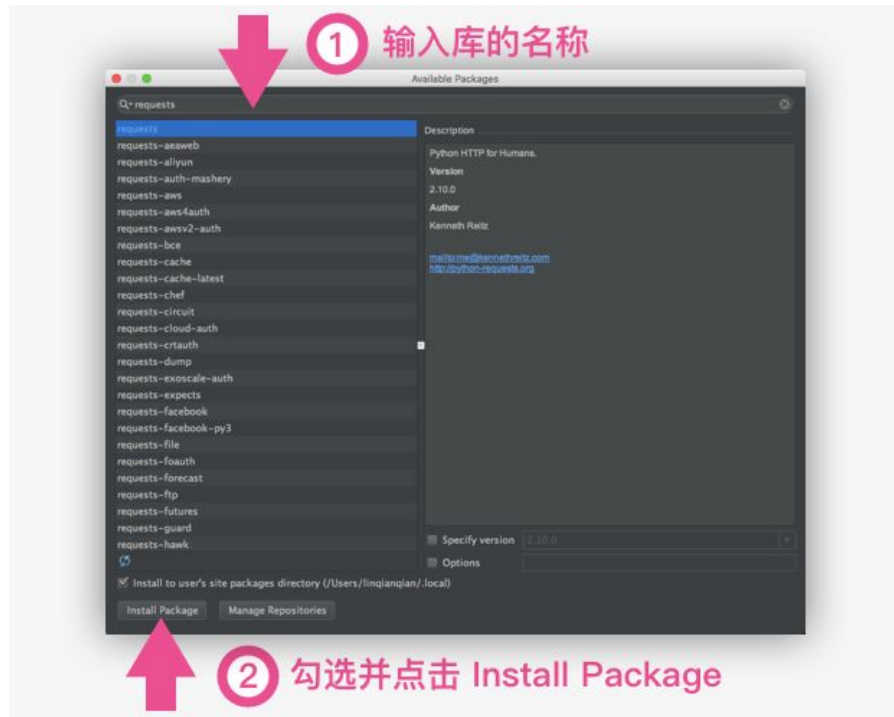 1 输入库的名称
Available Packages
requests
requests
requests-aeaweb
requests-aliyun
requests-auth-mashery
requests-aws
requests-aws4auth
requests-awsv2-auth
requests-bce
requests-cache
requests-cache-latest
requests-chef
requests-circuit
requests-cloud-auth
requests-crtauth
requests-dump
requests-exoscale-auth
requests-expects
requests-facebook
requests-facebook-py3
requests-file
requests-foauth
requests-forecast
requests-ftp
requests-futures
requests-guard
requests-hawk
Description
Python HTTP for Humans.
Version
2.10.0
Author
Kenneth Reitz
mailto:me@kennethreitz.com
http://python-requests.org
Specify version 2.10.0
Options
Install to user's site packages directory (/Users/linqianqian/.local)
Install Package Manage Repositories
2 勾选并点击 Install Package